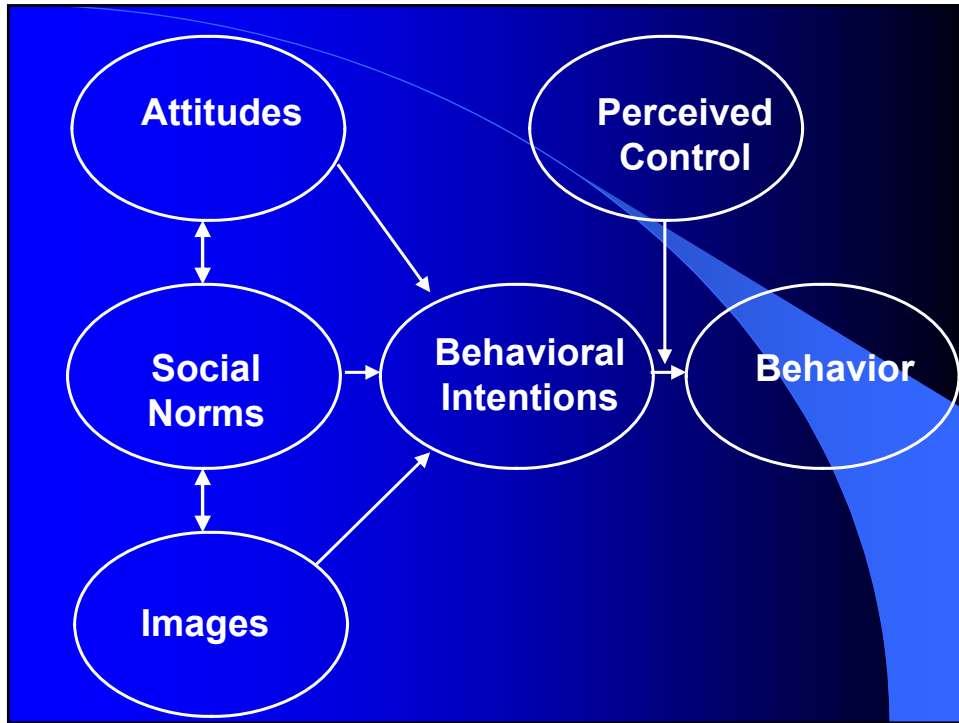 Attitudes
Perceived
Control
Social
Norms
Behavioral
Intentions
Behavior
Images